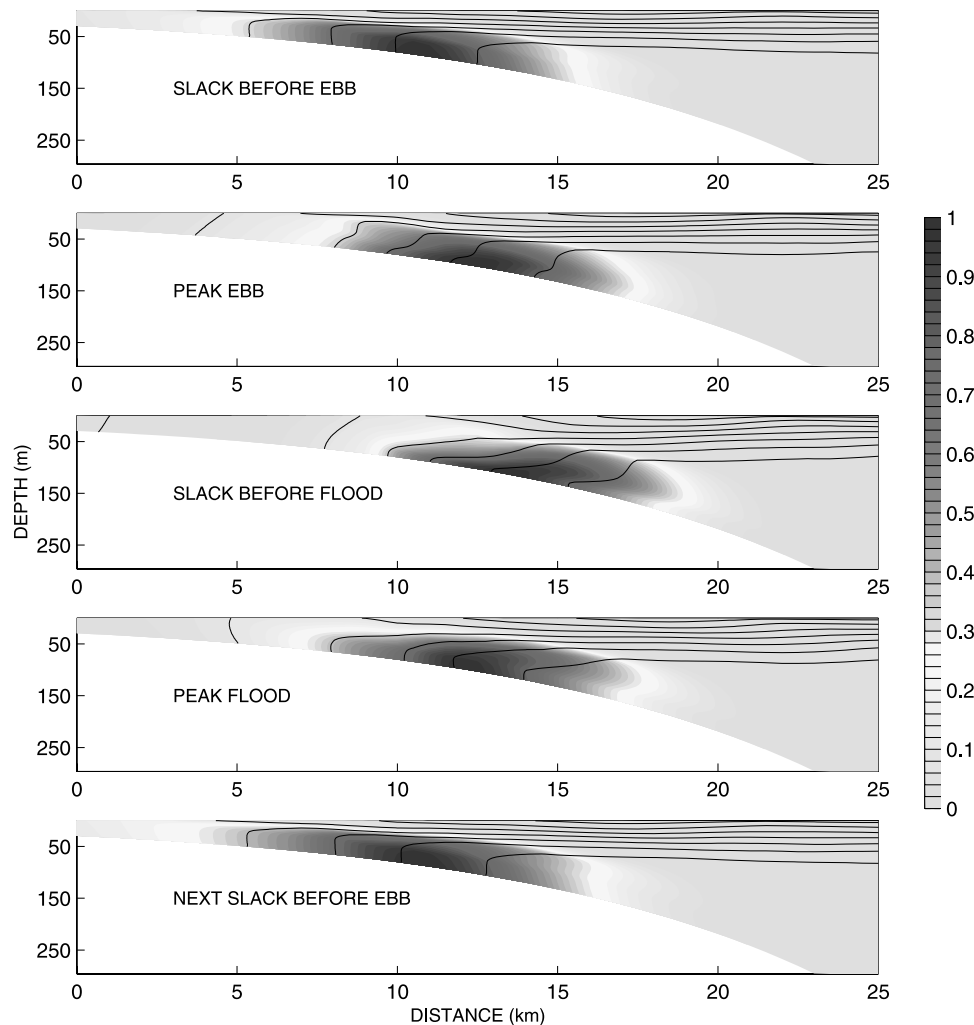 50
150
250
SLACK BEFORE EBB
0 5 10 15 20 25
50
150
250
PEAK EBB
0 5 10 15 20 25
50
150
250
SLACK BEFORE FLOOD
0 5 10 15 20 25
50
150
250
PEAK FLOOD
0 5 10 15 20 25
50
150
250
NEXT SLACK BEFORE EBB
0 5 10 15 20 25
DEPTH (m)
DISTANCE (km)
1
0.9
0.8
0.7
0.6
0.5
0.4
0.3
0.2
0.1
0